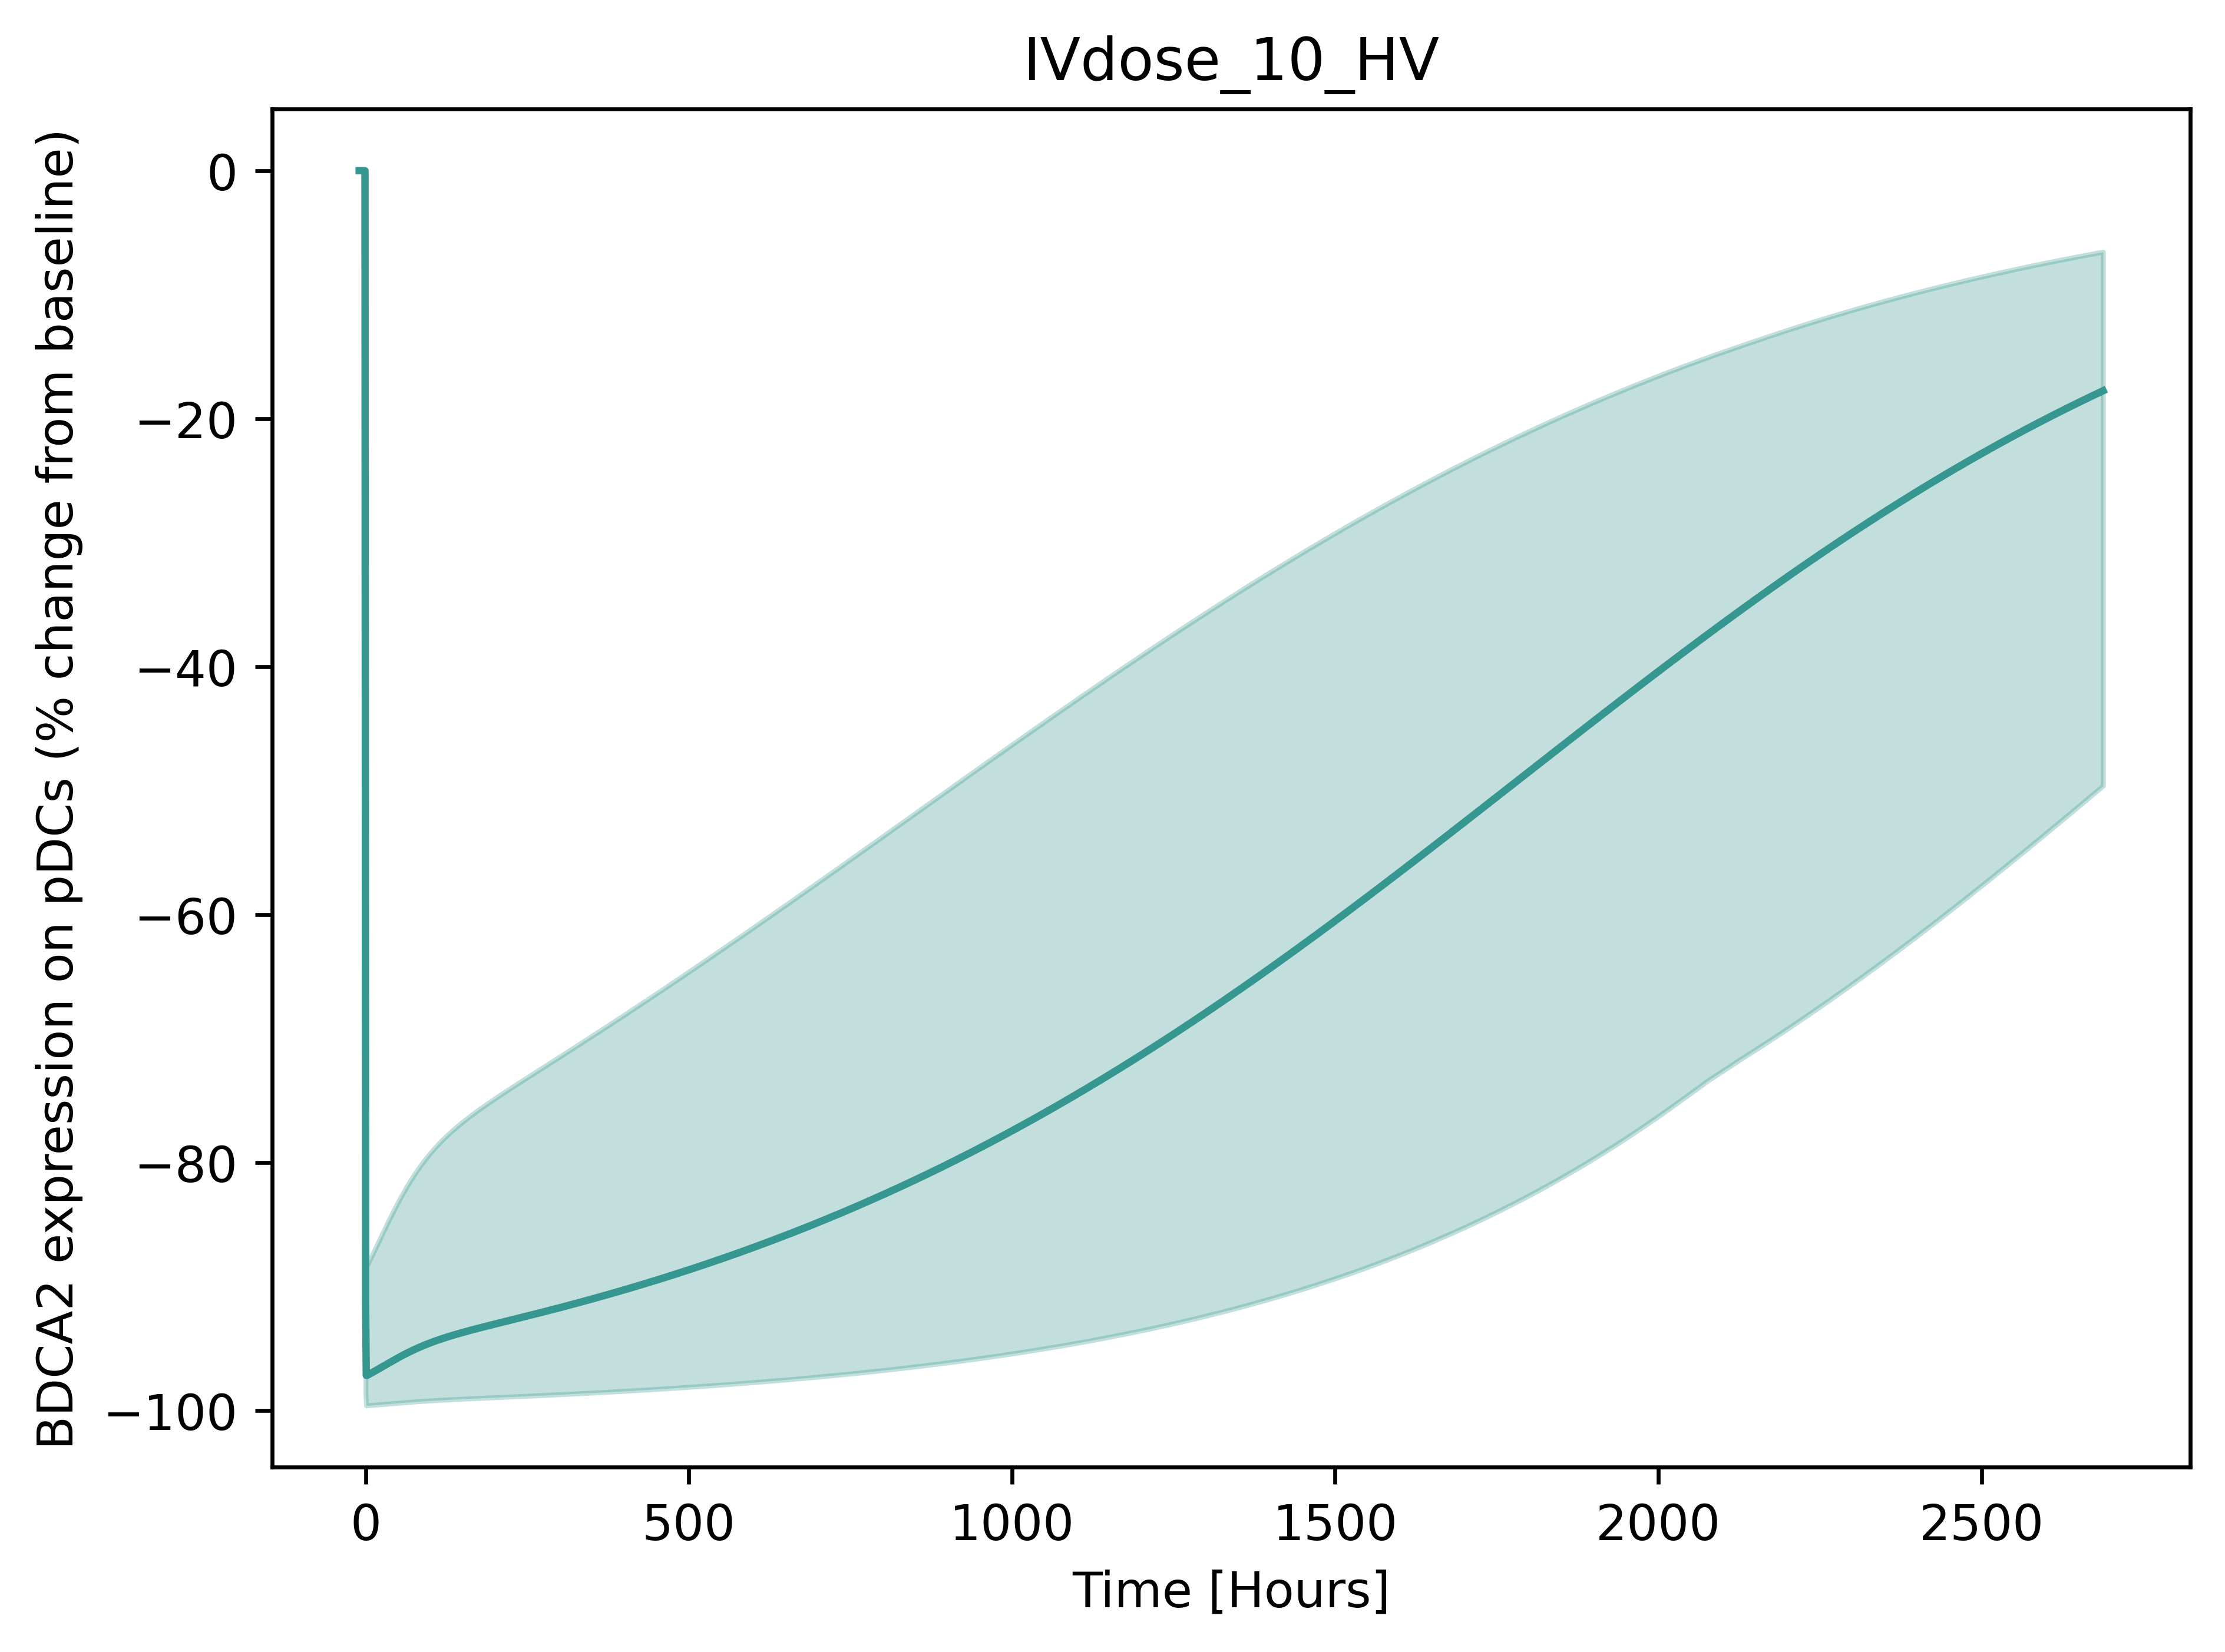 IVdose_10_HV
BDCA2 expression on pDCs (% change from baseline)
0
−20
−40
−60
−80
−100
0 500 1000 1500 2000 2500
Time [Hours]